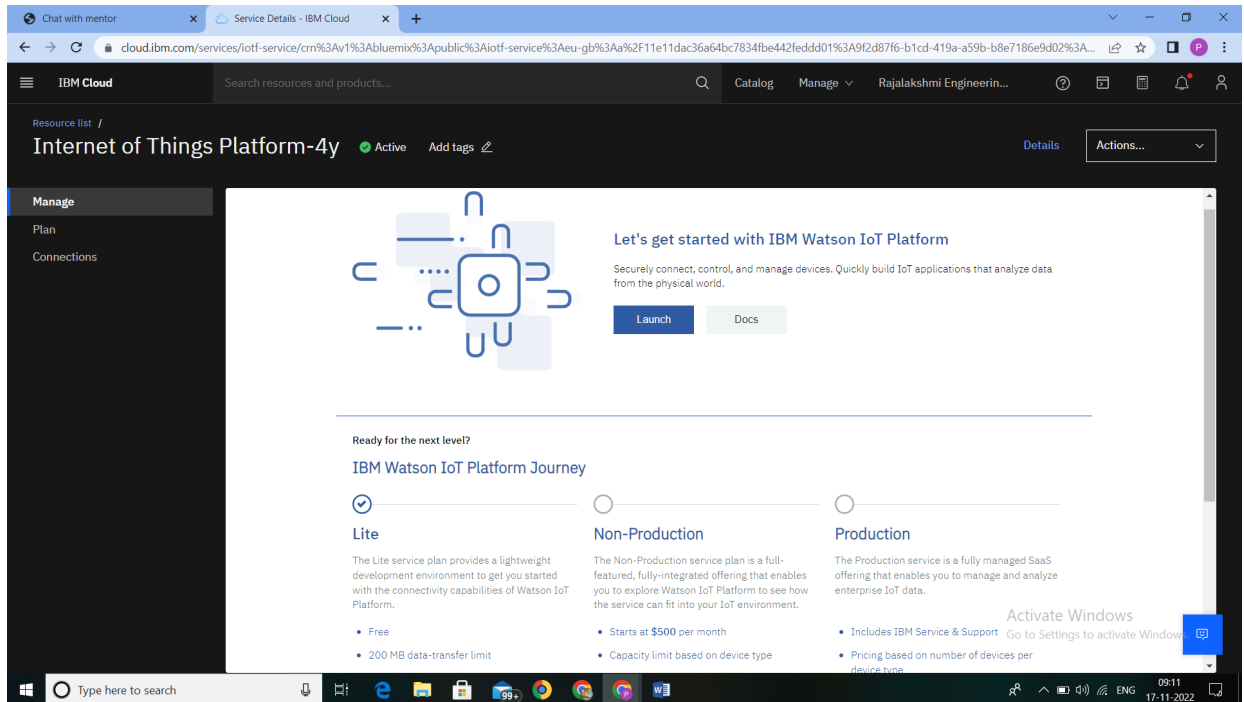 Chat with mentor
Service Details - IBM Cloud
cloud.ibm.com/services/iotf-service/crn%3Av1%3Abluemix%3Apublic%3Aiotf-service%3Aeu-gb%3Aa%2F11e11dac36a64bc7834fbe442feddd01%3A9f2d87f6-b1cd-419a-a59b-b8e7186e9d02%3A...
P
IBM Cloud
Search resources and products...
Catalog
Manage
Rajalakshmi Engineerin...
Resource list /
Internet of Things Platform-4y
Active
Add tags
Details
Actions...
Manage
Plan
Connections
Let's get started with IBM Watson IoT Platform
Securely connect, control, and manage devices. Quickly build IoT applications that analyze data
from the physical world.
Launch
Docs
Ready for the next level?
IBM Watson IoT Platform Journey
Lite
The Lite service plan provides a lightweight
development environment to get you started
with the connectivity capabilities of Watson IoT
Platform.
• Free
• 200 MB data-transfer limit
Non-Production
The Non-Production service plan is a full-
featured, fully-integrated offering that enables
you to explore Watson IoT Platform to see how
the service can fit into your IoT environment.
• Starts at $500 per month
• Capacity limit based on device type
Production
The Production service is a fully managed SaaS
offering that enables you to manage and analyze
enterprise IoT data.
• Includes IBM Service & Support
• Pricing based on number of devices per
device type
Activate Windows
Go to Settings to activate Windows.
Type here to search
99+
P
ENG
09:11
17-11-2022